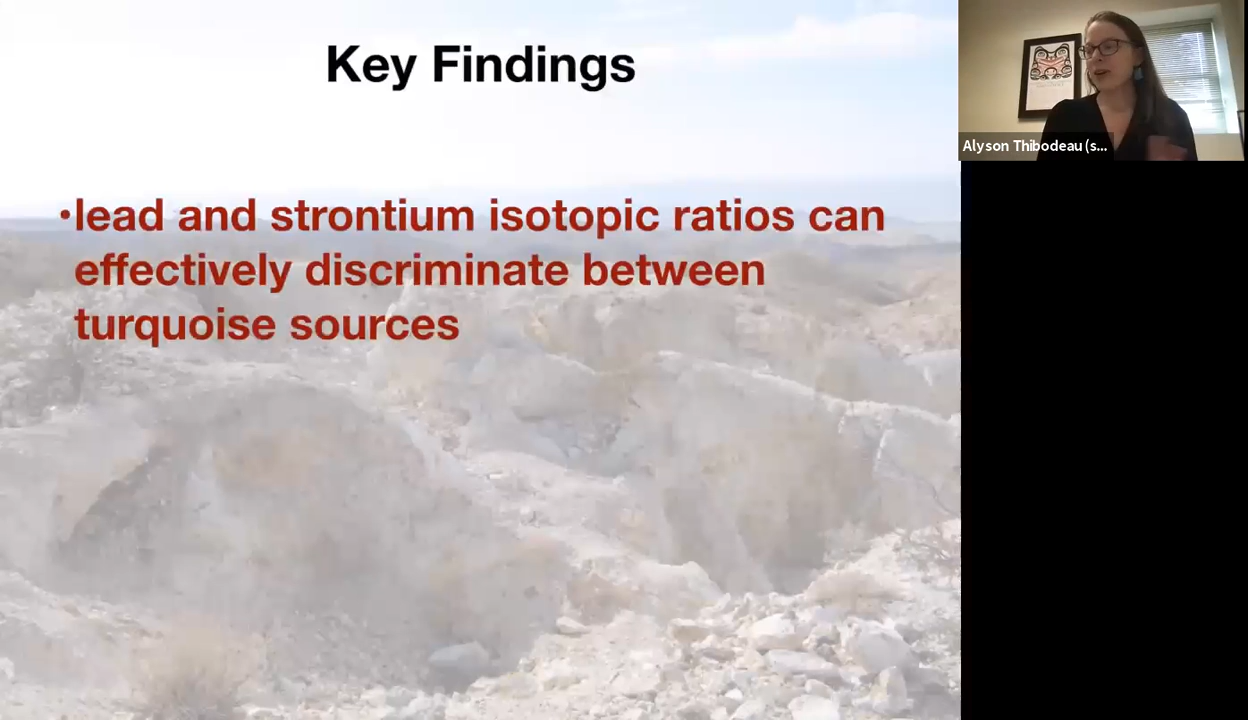 Key Findings
•lead and strontium isotopic ratios can
effectively discriminate between
turquoise sources
Alyson Thibodeau (s...